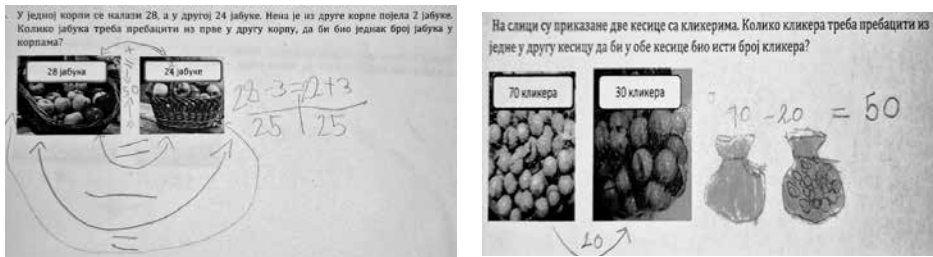 У једној корпи се налази 28, а у другој 24 јабуке. Нена је из друге корпе појела 2 јабуке.
Колико јабука треба пребацити из прве у другу корпу, да би био једнак број јабука у
корпама?
28 јабука
24 јабуке
28-3=22+3
25 | 25
На слици су приказане две кесице са кликерима. Колико кликера треба пребацити из
једне у другу кесицу да би у обе кесице био исти број кликера?
70 кликера
30 кликера
70 - 20 = 50
20